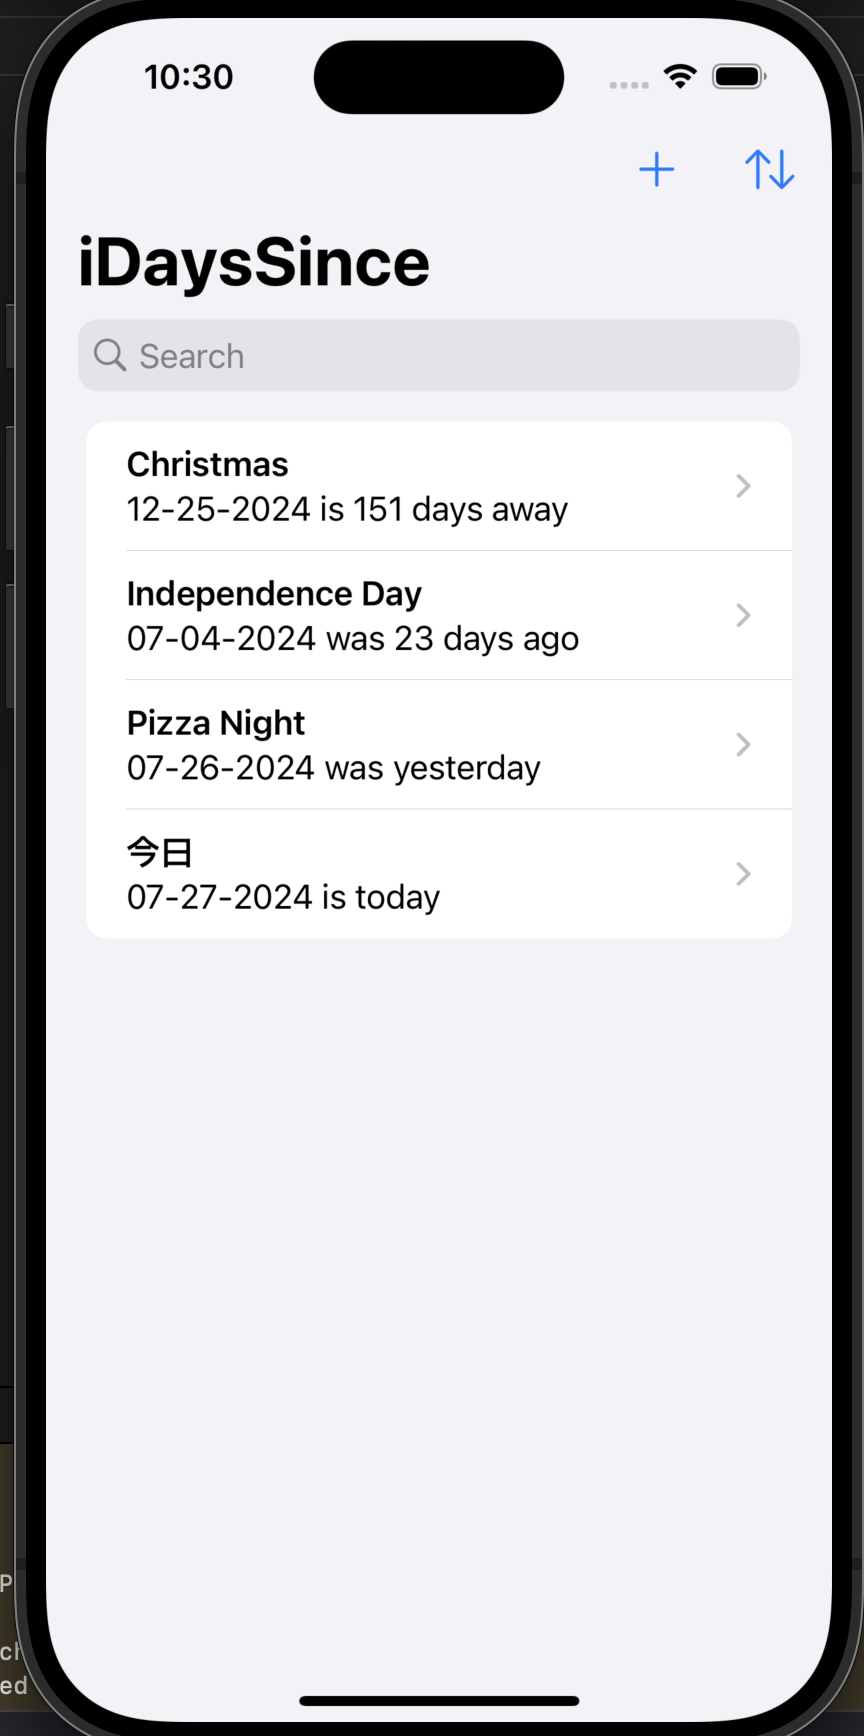 10:30
iDaysSince
Search
Christmas
12-25-2024 is 151 days away
Independence Day
07-04-2024 was 23 days ago
Pizza Night
07-26-2024 was yesterday
今日
07-27-2024 is today
P
ch
ed